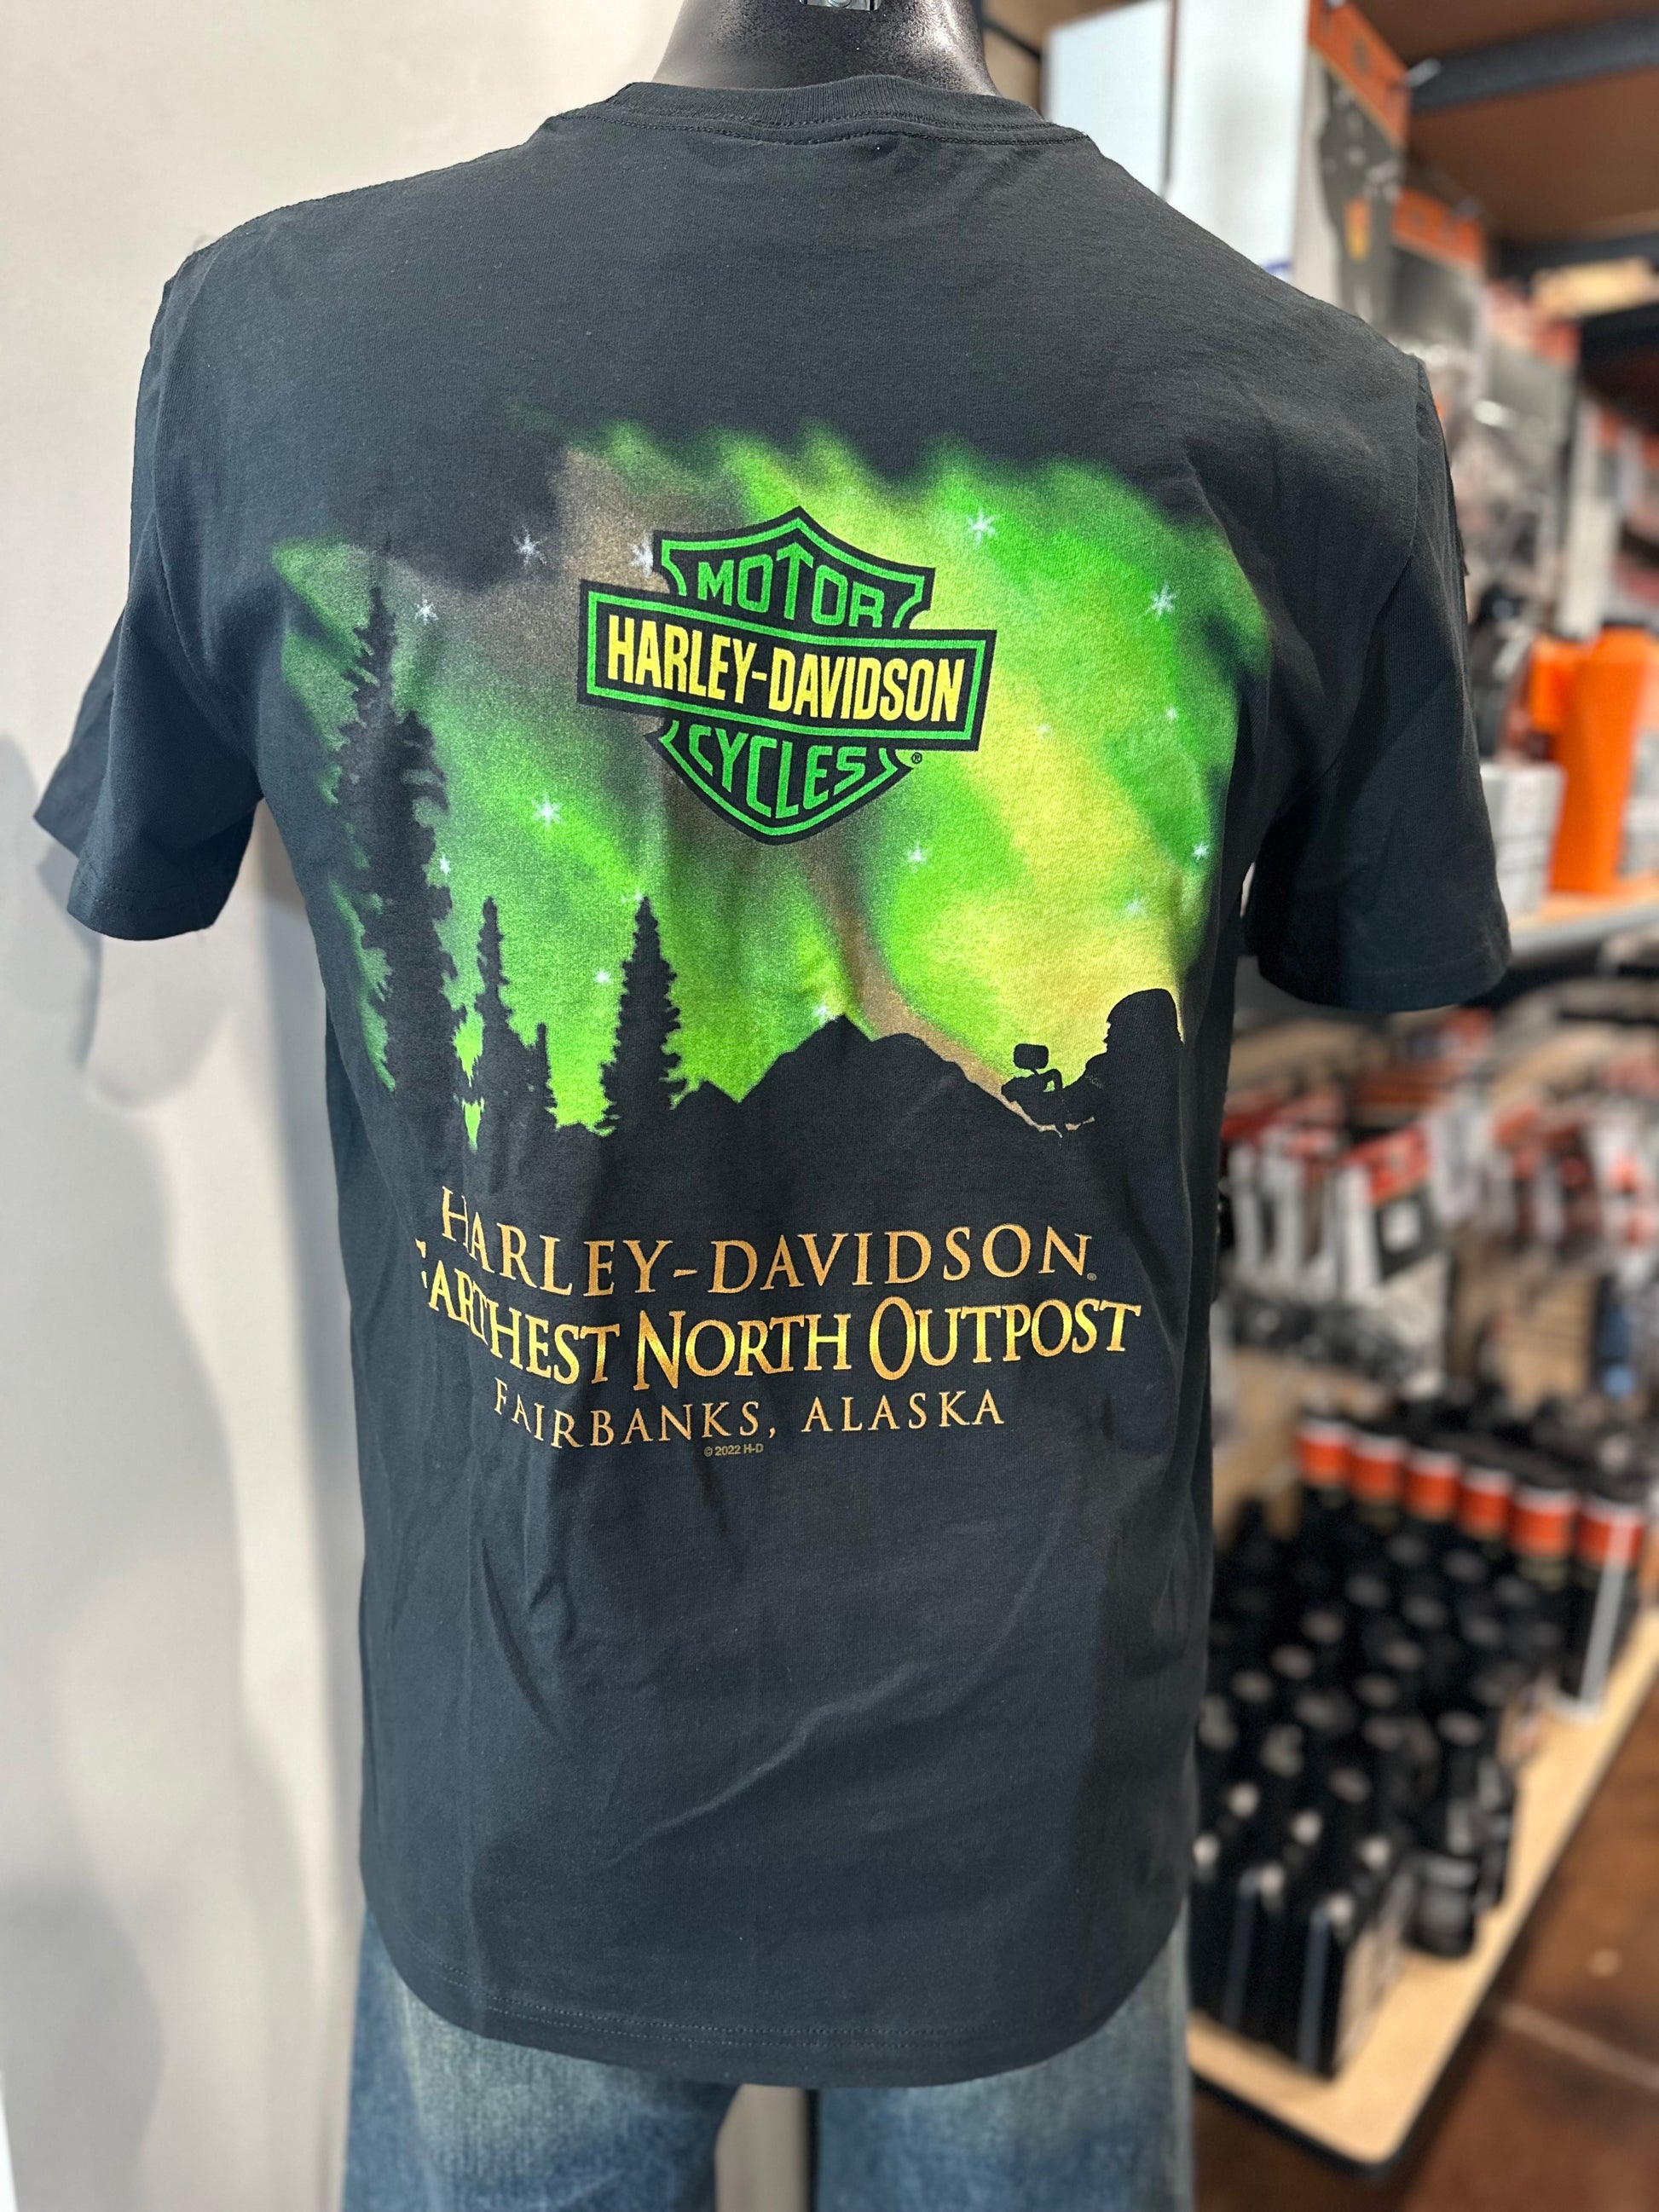 MOTOR
HARLEY-DAVIDSON
CYCLES
®
HARLEY-DAVIDSON®
FARTHEST NORTH OUTPOST
FAIRBANKS, ALASKA
© 2022 H-D